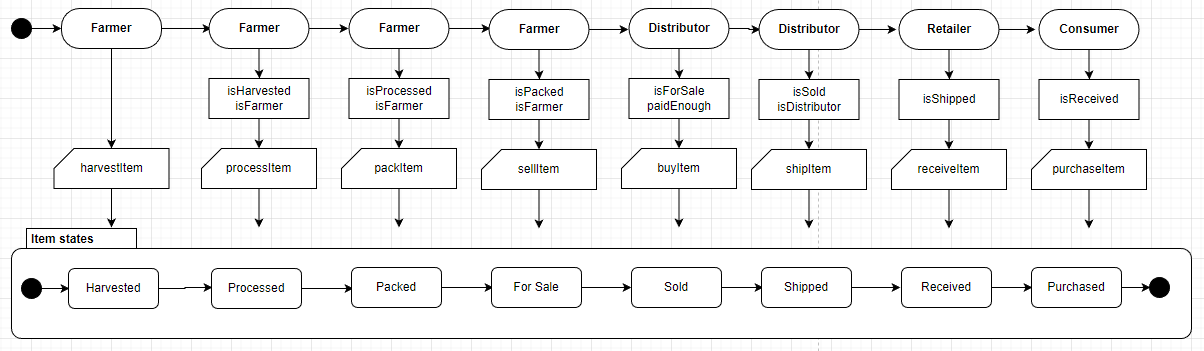 Farmer
Farmer
Farmer
Farmer
Distributor
Distributor
Retailer
Consumer
isHarvested
isFarmer
isProcessed
isFarmer
isPacked
isFarmer
isForSale
paidEnough
isSold
isDistributor
isShipped
isReceived
harvestItem
processItem
packItem
sellItem
buyItem
shipItem
receiveItem
purchaseItem
Item states
Harvested
Processed
Packed
For Sale
Sold
Shipped
Received
Purchased